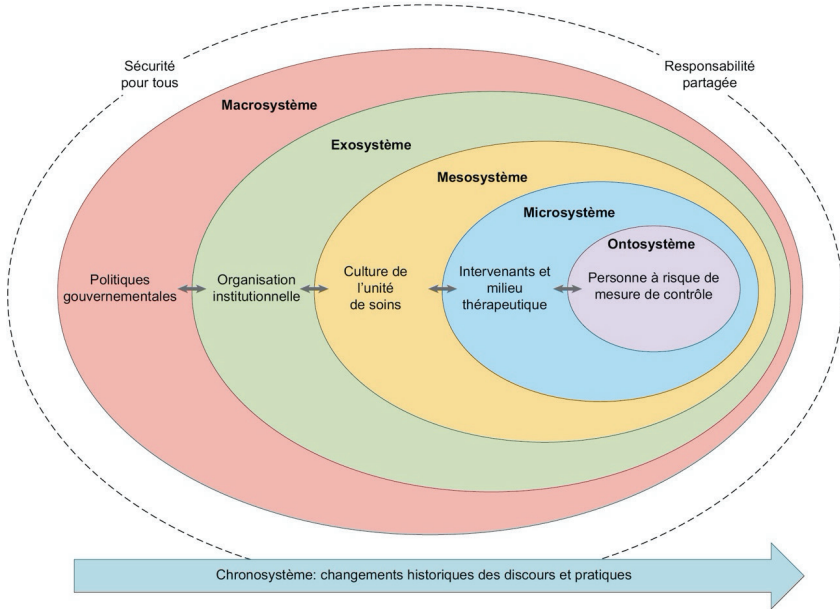 Sécurité
pour tous
Responsabilité
partagée
Macrosystème
Exosystème
Mesosystème
Microsystème
Ontosystème
Politiques
gouvernementales
Organisation
institutionnelle
Culture de
l'unité
de soins
Intervenants et
milieu
thérapeutique
Personne à risque de
mesure de contrôle
Chronosystème: changements historiques des discours et pratiques